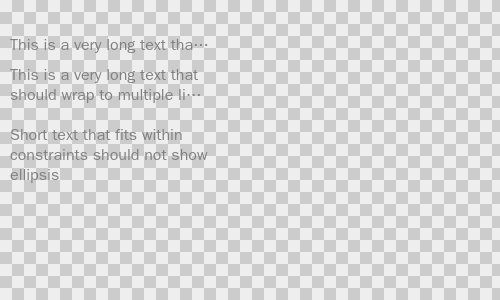 This is a very long text tha⋯
This is a very long text that
should wrap to multiple li⋯
Short text that fits within
constraints should not show
ellipsis